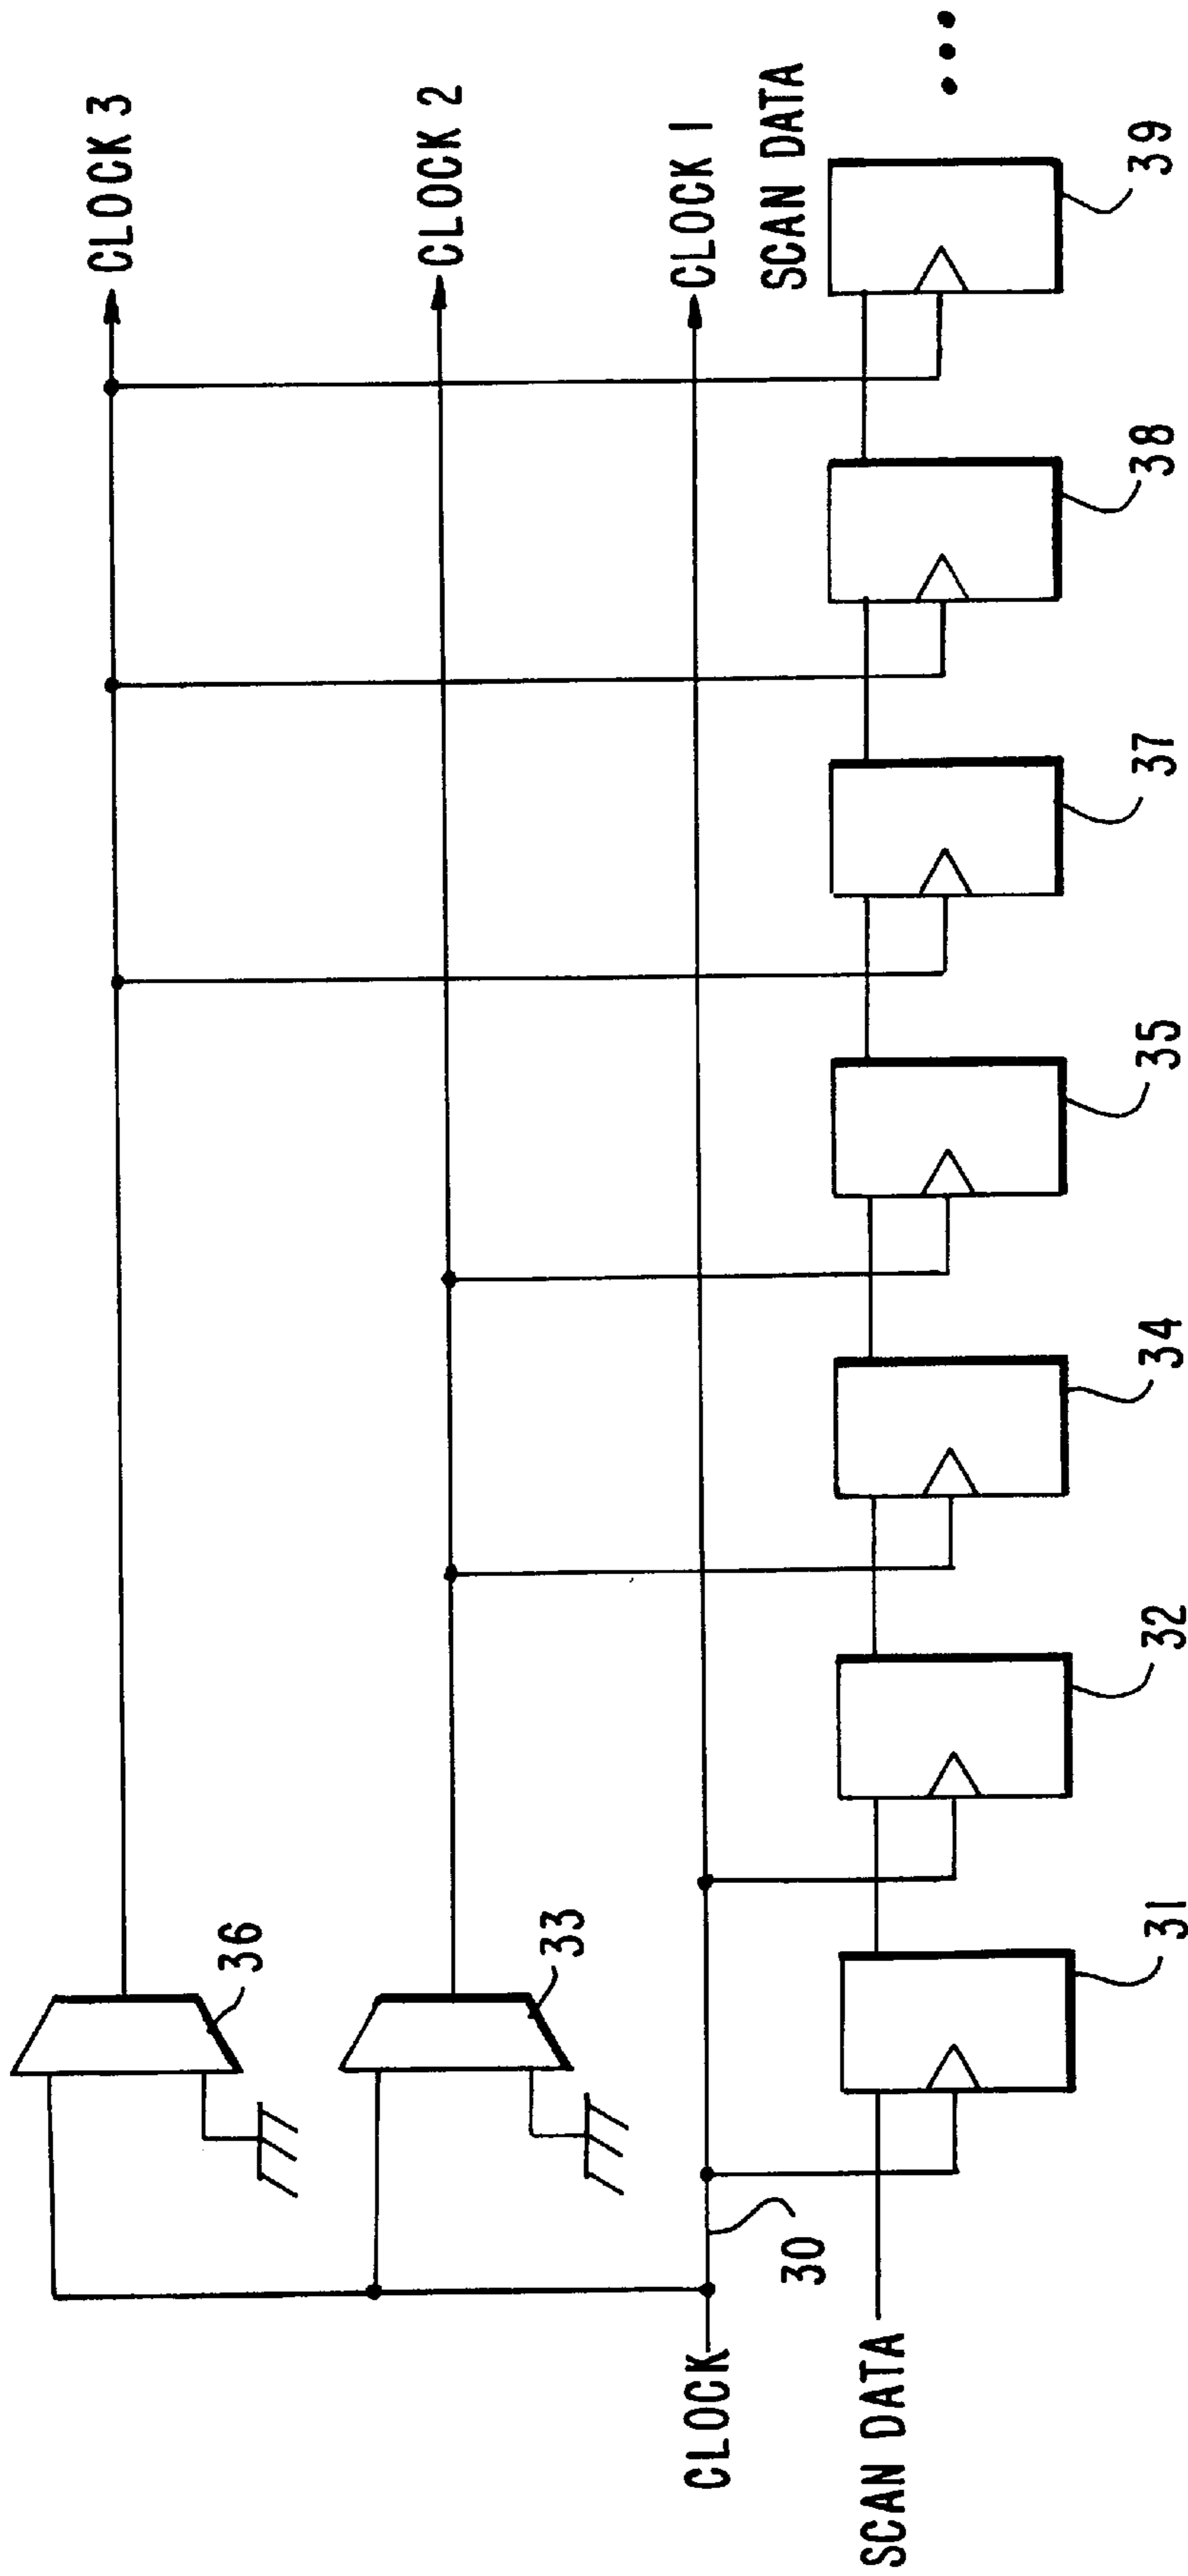 CLOCK 3
CLOCK 2
CLOCK 1
SCAN DATA
36
33
30
CLOCK
SCAN DATA
31
32
34
35
37
38
39